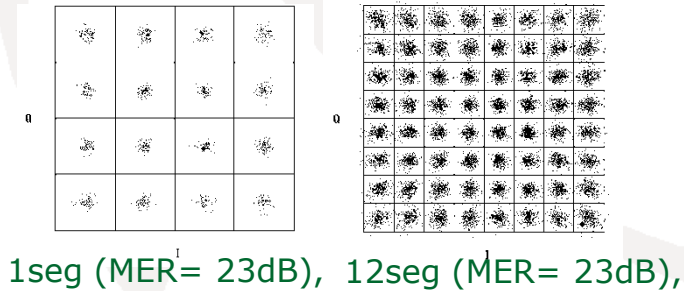 Q
I
1seg (MER= 23dB),
Q
I
12seg (MER= 23dB),